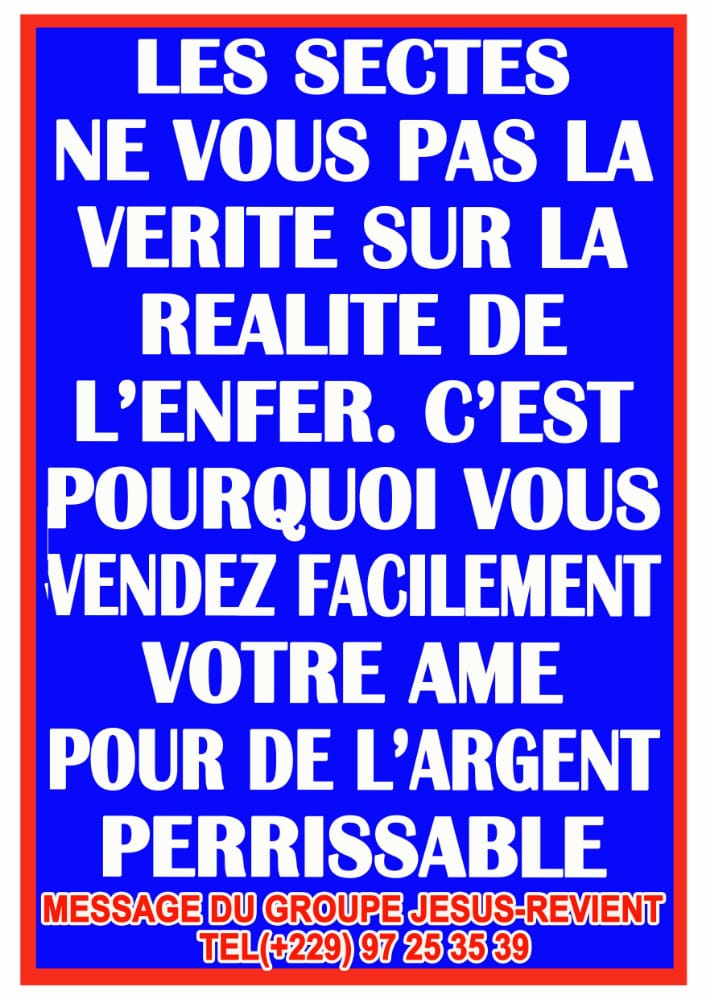 LES SECTES
NE VOUS PAS LA
VERITE SUR LA
REALITE DE
L'ENFER. C'EST
POURQUOI VOUS
VENDEZ FACILEMENT
VOTRE AME
POUR DE L'ARGENT
PERRISSABLE
MESSAGE DU GROUPE JESUS-REVIENT
TEL(+229) 97 25 35 39